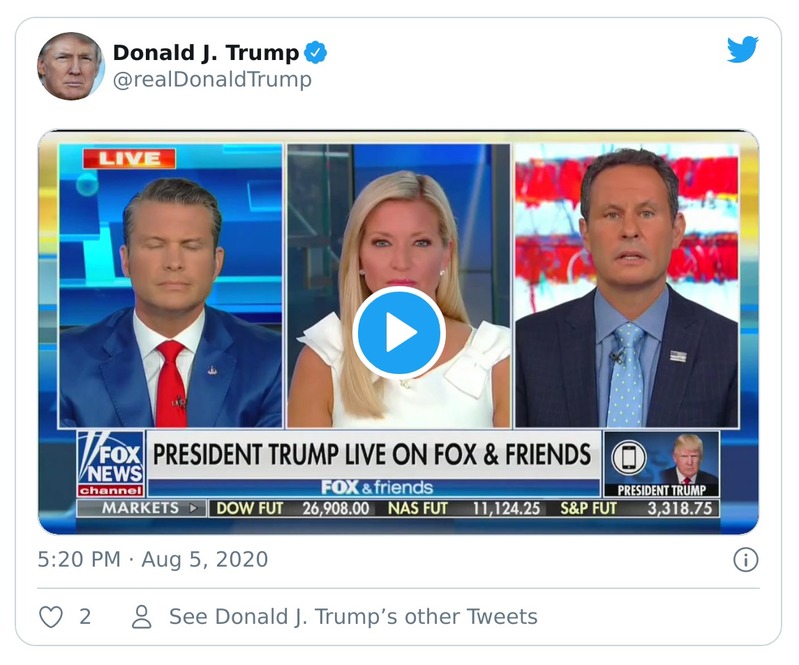 Donald J. Trump
@realDonaldTrump
LIVE
FOX
NEWS
channel
PRESIDENT TRUMP LIVE ON FOX & FRIENDS
FOX & friends
PRESIDENT TRUMP
MARKETS DOW FUT 26,908.00 NAS FUT 11,124.25 S&P FUT 3,318.75
5:20 PM · Aug 5, 2020
2 See Donald J. Trump’s other Tweets